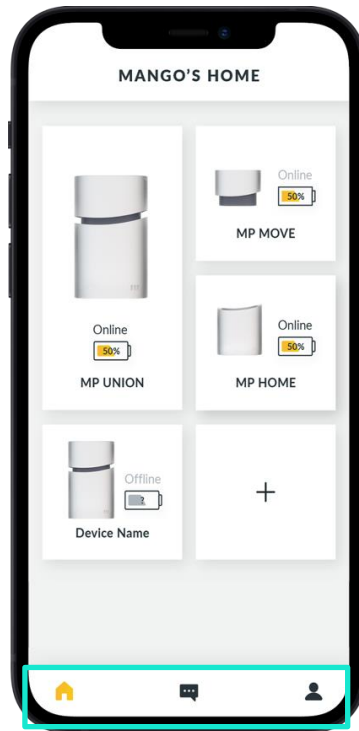 MANGO'S HOME
Online
50%
MP MOVE
Online
50%
MP UNION
Online
50%
MP HOME
Offline
?
Device Name
+